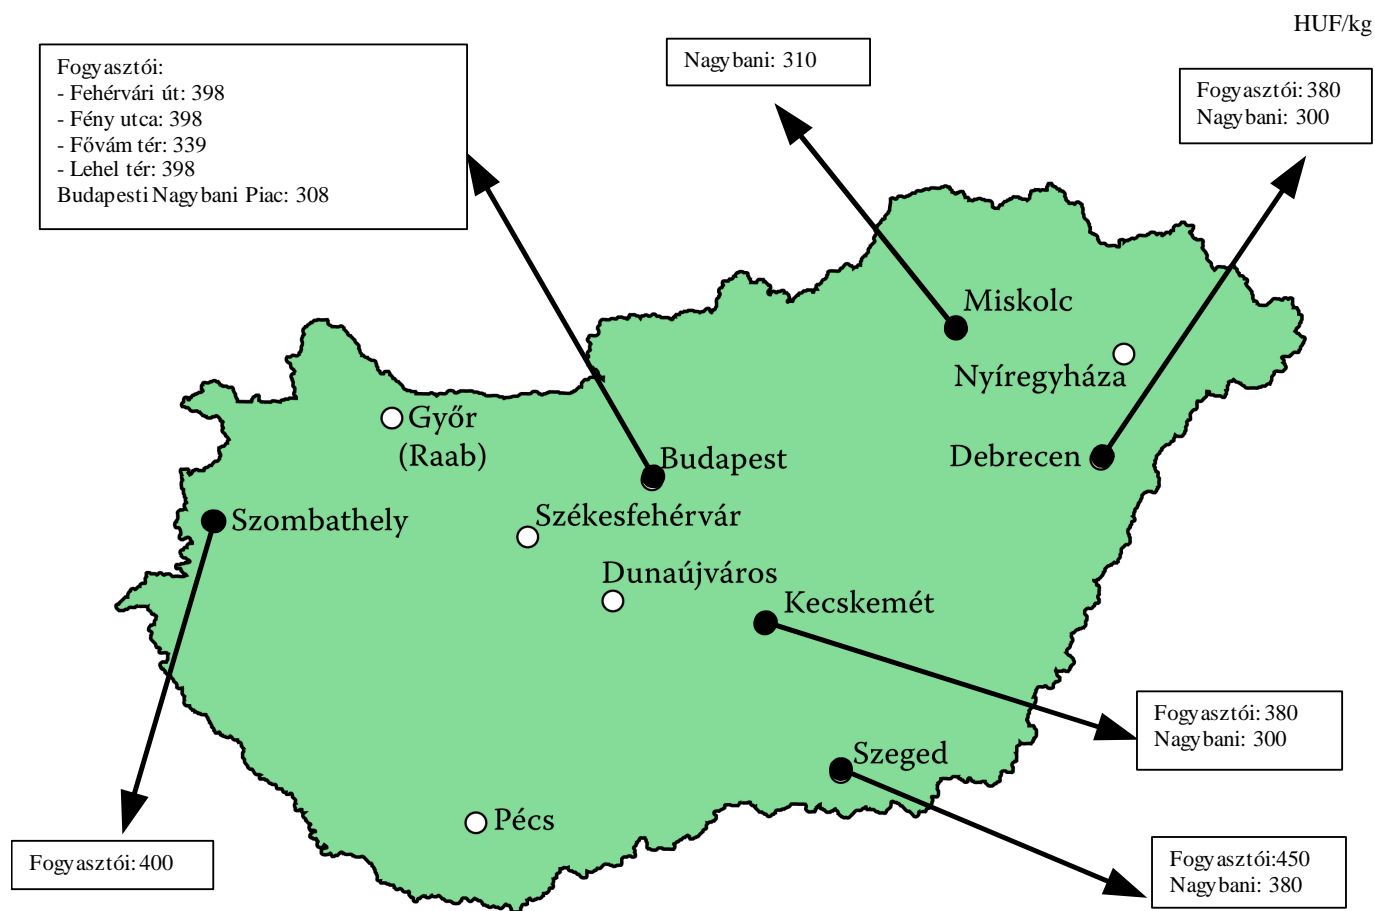 HUF/kg
Fogyasztói:
- Fehérvári út: 398
- Fény utca: 398
- Fővám tér: 339
- Lehel tér: 398
Budapesti Nagybani Piac: 308
Nagybani: 310
Fogyasztói: 380
Nagybani: 300
Miskolc
Nyíregyháza
Győr
(Raab)
Budapest
Debrecen
Szombathely
Székesfehérvár
Dunaújváros
Kecskemét
Fogyasztói: 380
Nagybani: 300
Szeged
Pécs
Fogyasztói: 400
Fogyasztói:450
Nagybani: 380